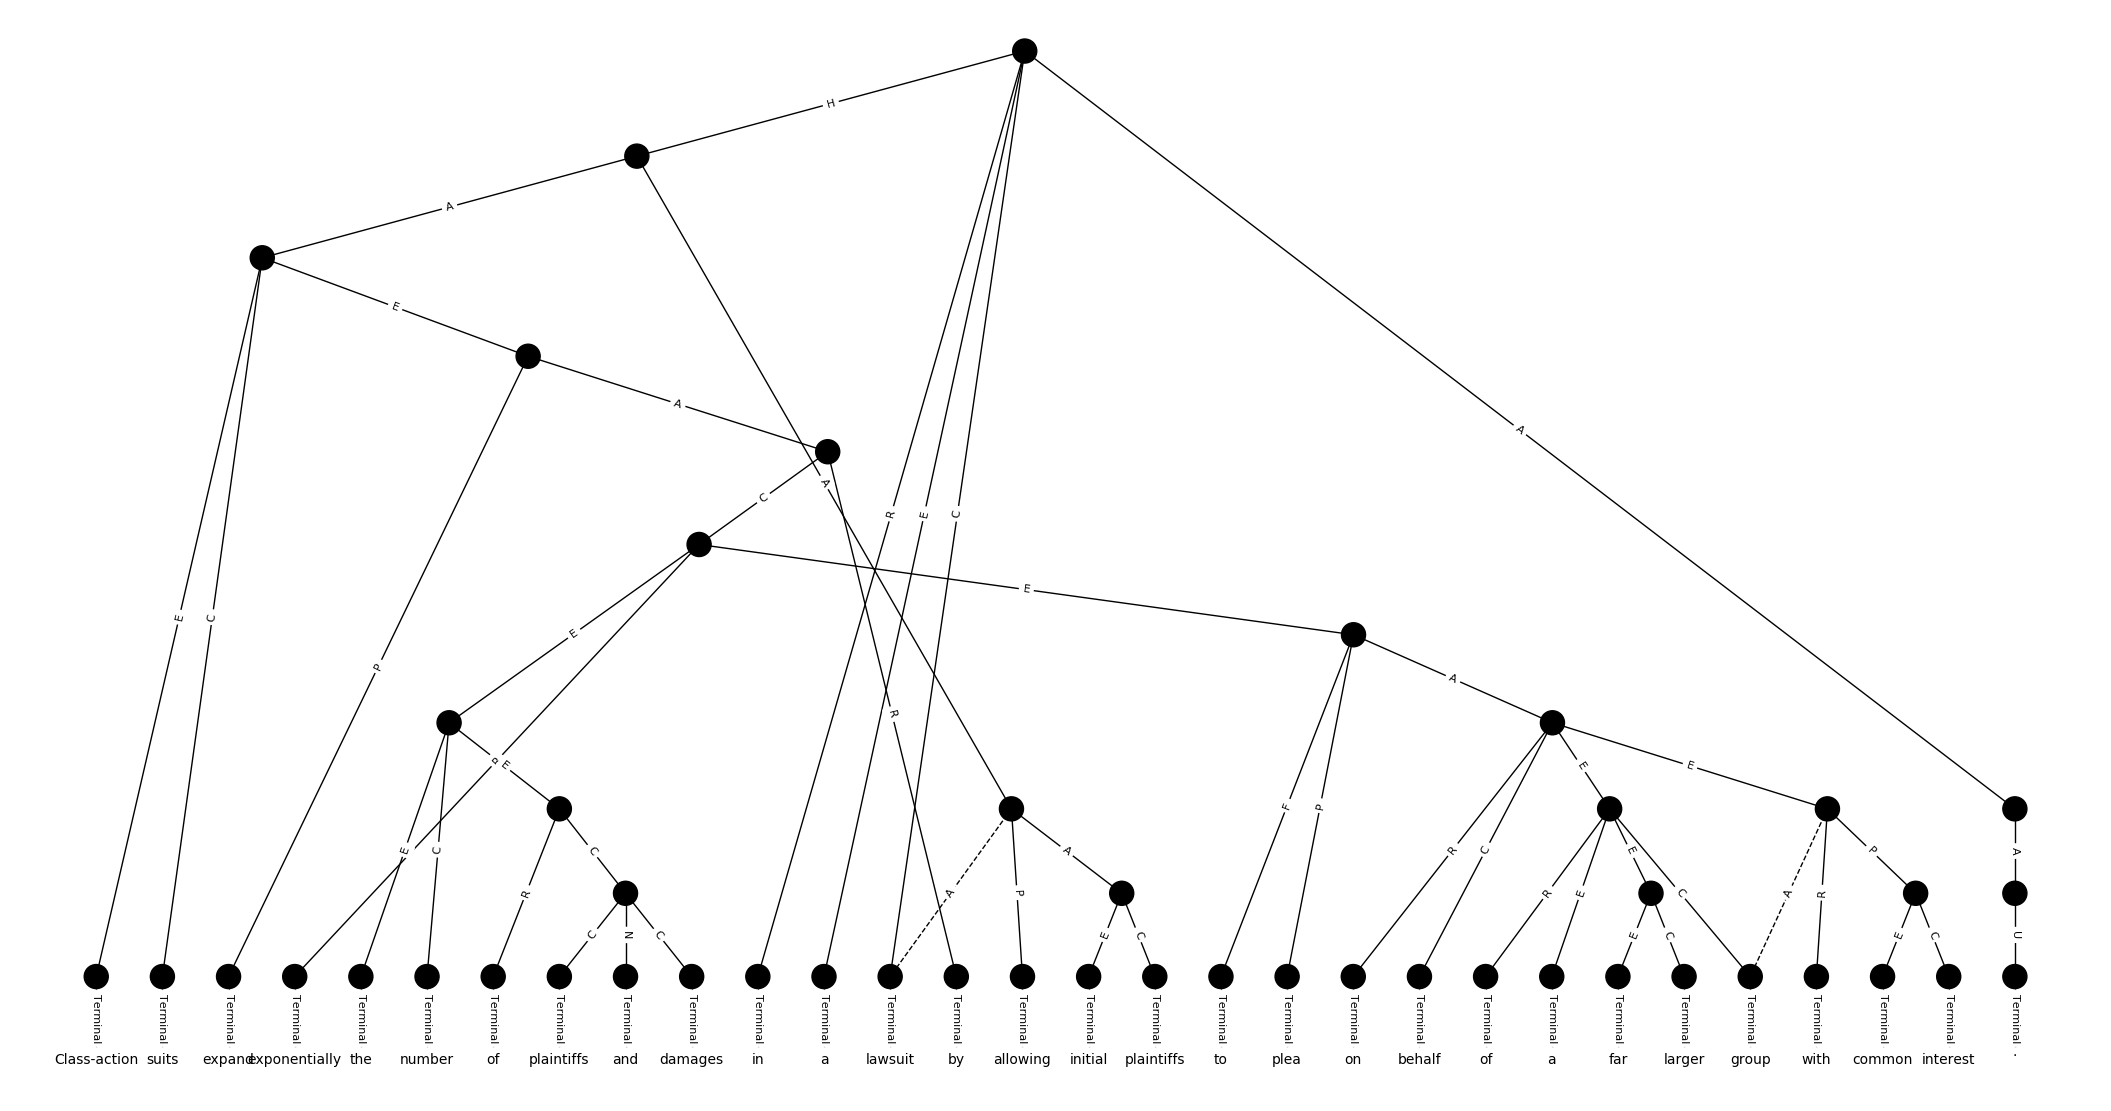 H
A
E
A
A
C
A
R
E
C
E
E
C
E
P
A
R
E
R
E
E
E
F
P
E
C
C
A
R
C
E
C
P
A
R
A
P
R
E
C
A
R
U
C
N
C
E
C
E
C
E
C
Terminal Terminal Terminal Terminal Terminal Terminal Terminal Terminal Terminal Terminal Terminal Terminal Terminal Terminal Terminal Terminal Terminal Terminal Terminal Terminal Terminal Terminal Terminal Terminal Terminal Terminal Terminal Terminal Terminal Terminal
Class-action suits expand exponentially the number of plaintiffs and damages in a lawsuit by allowing initial plaintiffs to plea on behalf of a far larger group with common interest .